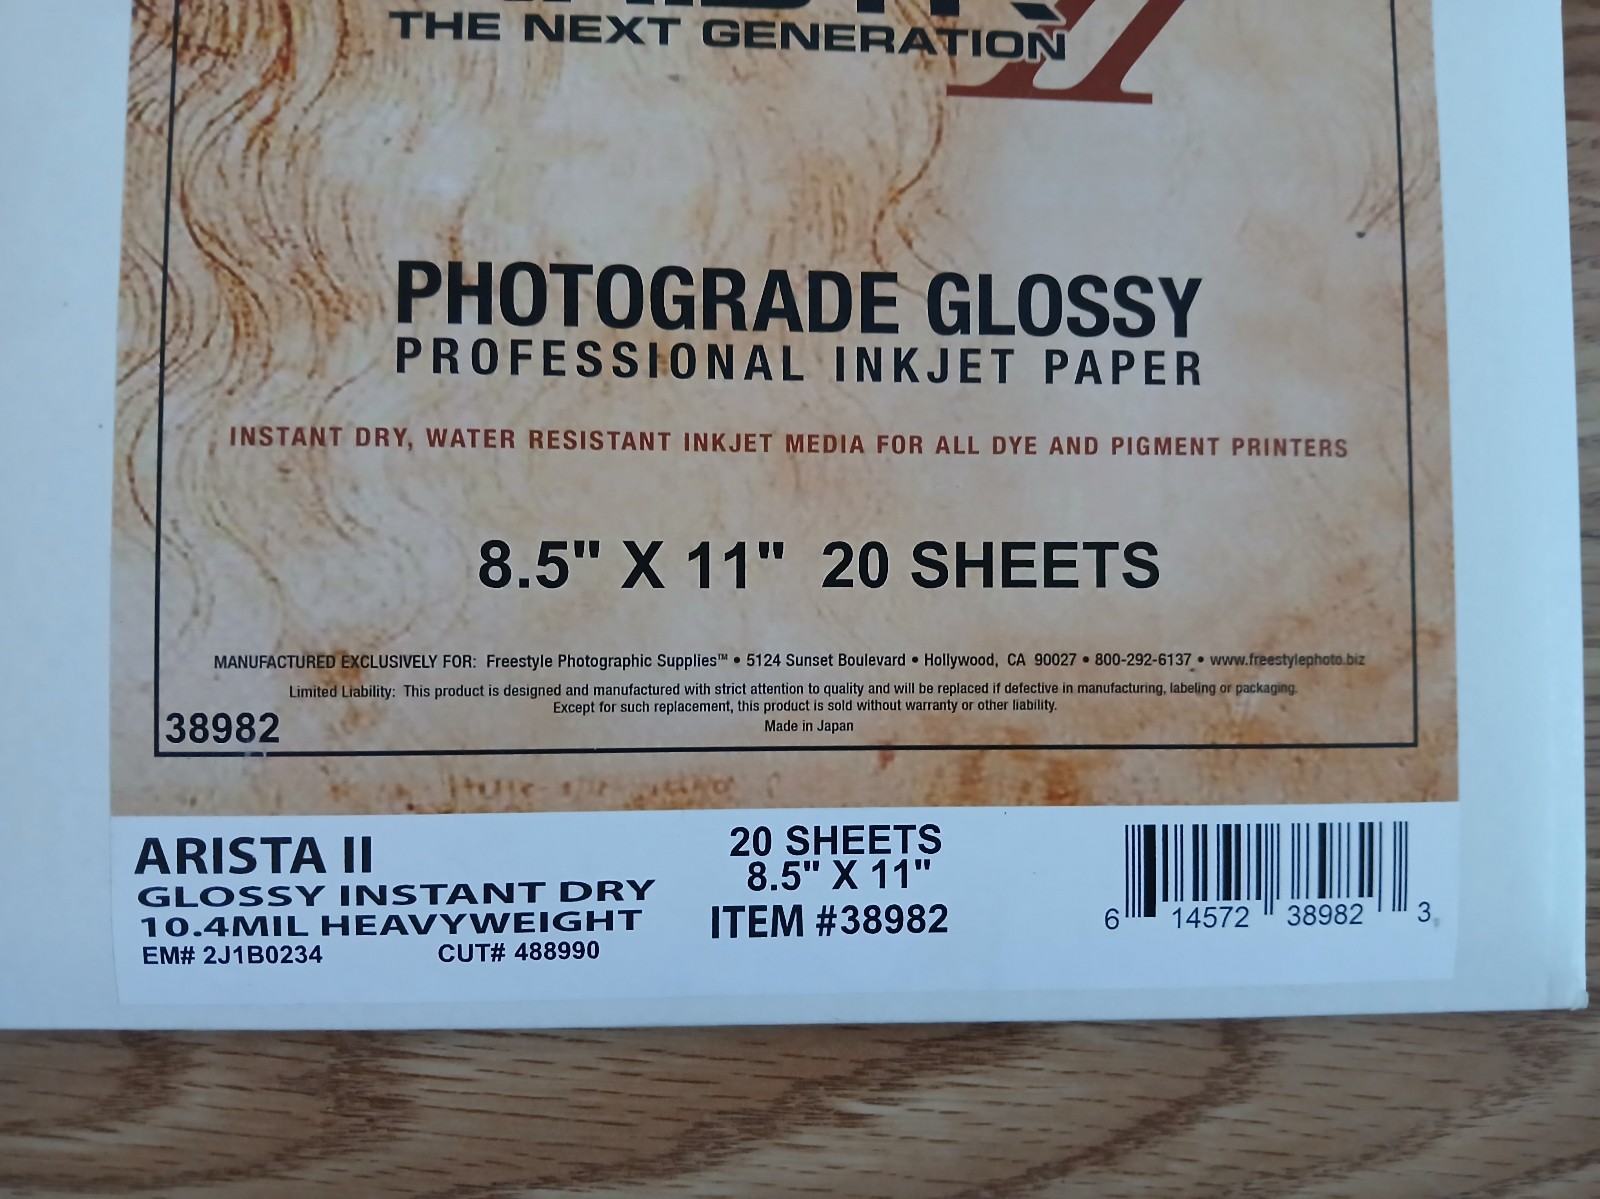 THE NEXT GENERATION
II
PHOTOGRADE GLOSSY
PROFESSIONAL INKJET PAPER
INSTANT DRY, WATER RESISTANT INKJET MEDIA FOR ALL DYE AND PIGMENT PRINTERS
8.5" X 11" 20 SHEETS
MANUFACTURED EXCLUSIVELY FOR: Freestyle Photographic Supplies™ • 5124 Sunset Boulevard • Hollywood, CA 90027 • 800-292-6137 • www.freestylephoto.biz
Limited Liability: This product is designed and manufactured with strict attention to quality and will be replaced if defective in manufacturing, labeling or packaging.
Except for such replacement, this product is sold without warranty or other liability.
Made in Japan
38982
ARISTA II
GLOSSY INSTANT DRY
10.4MIL HEAVYWEIGHT
EM# 2J1B0234 CUT# 488990
20 SHEETS
8.5" X 11"
ITEM #38982
6 14572 38982 3